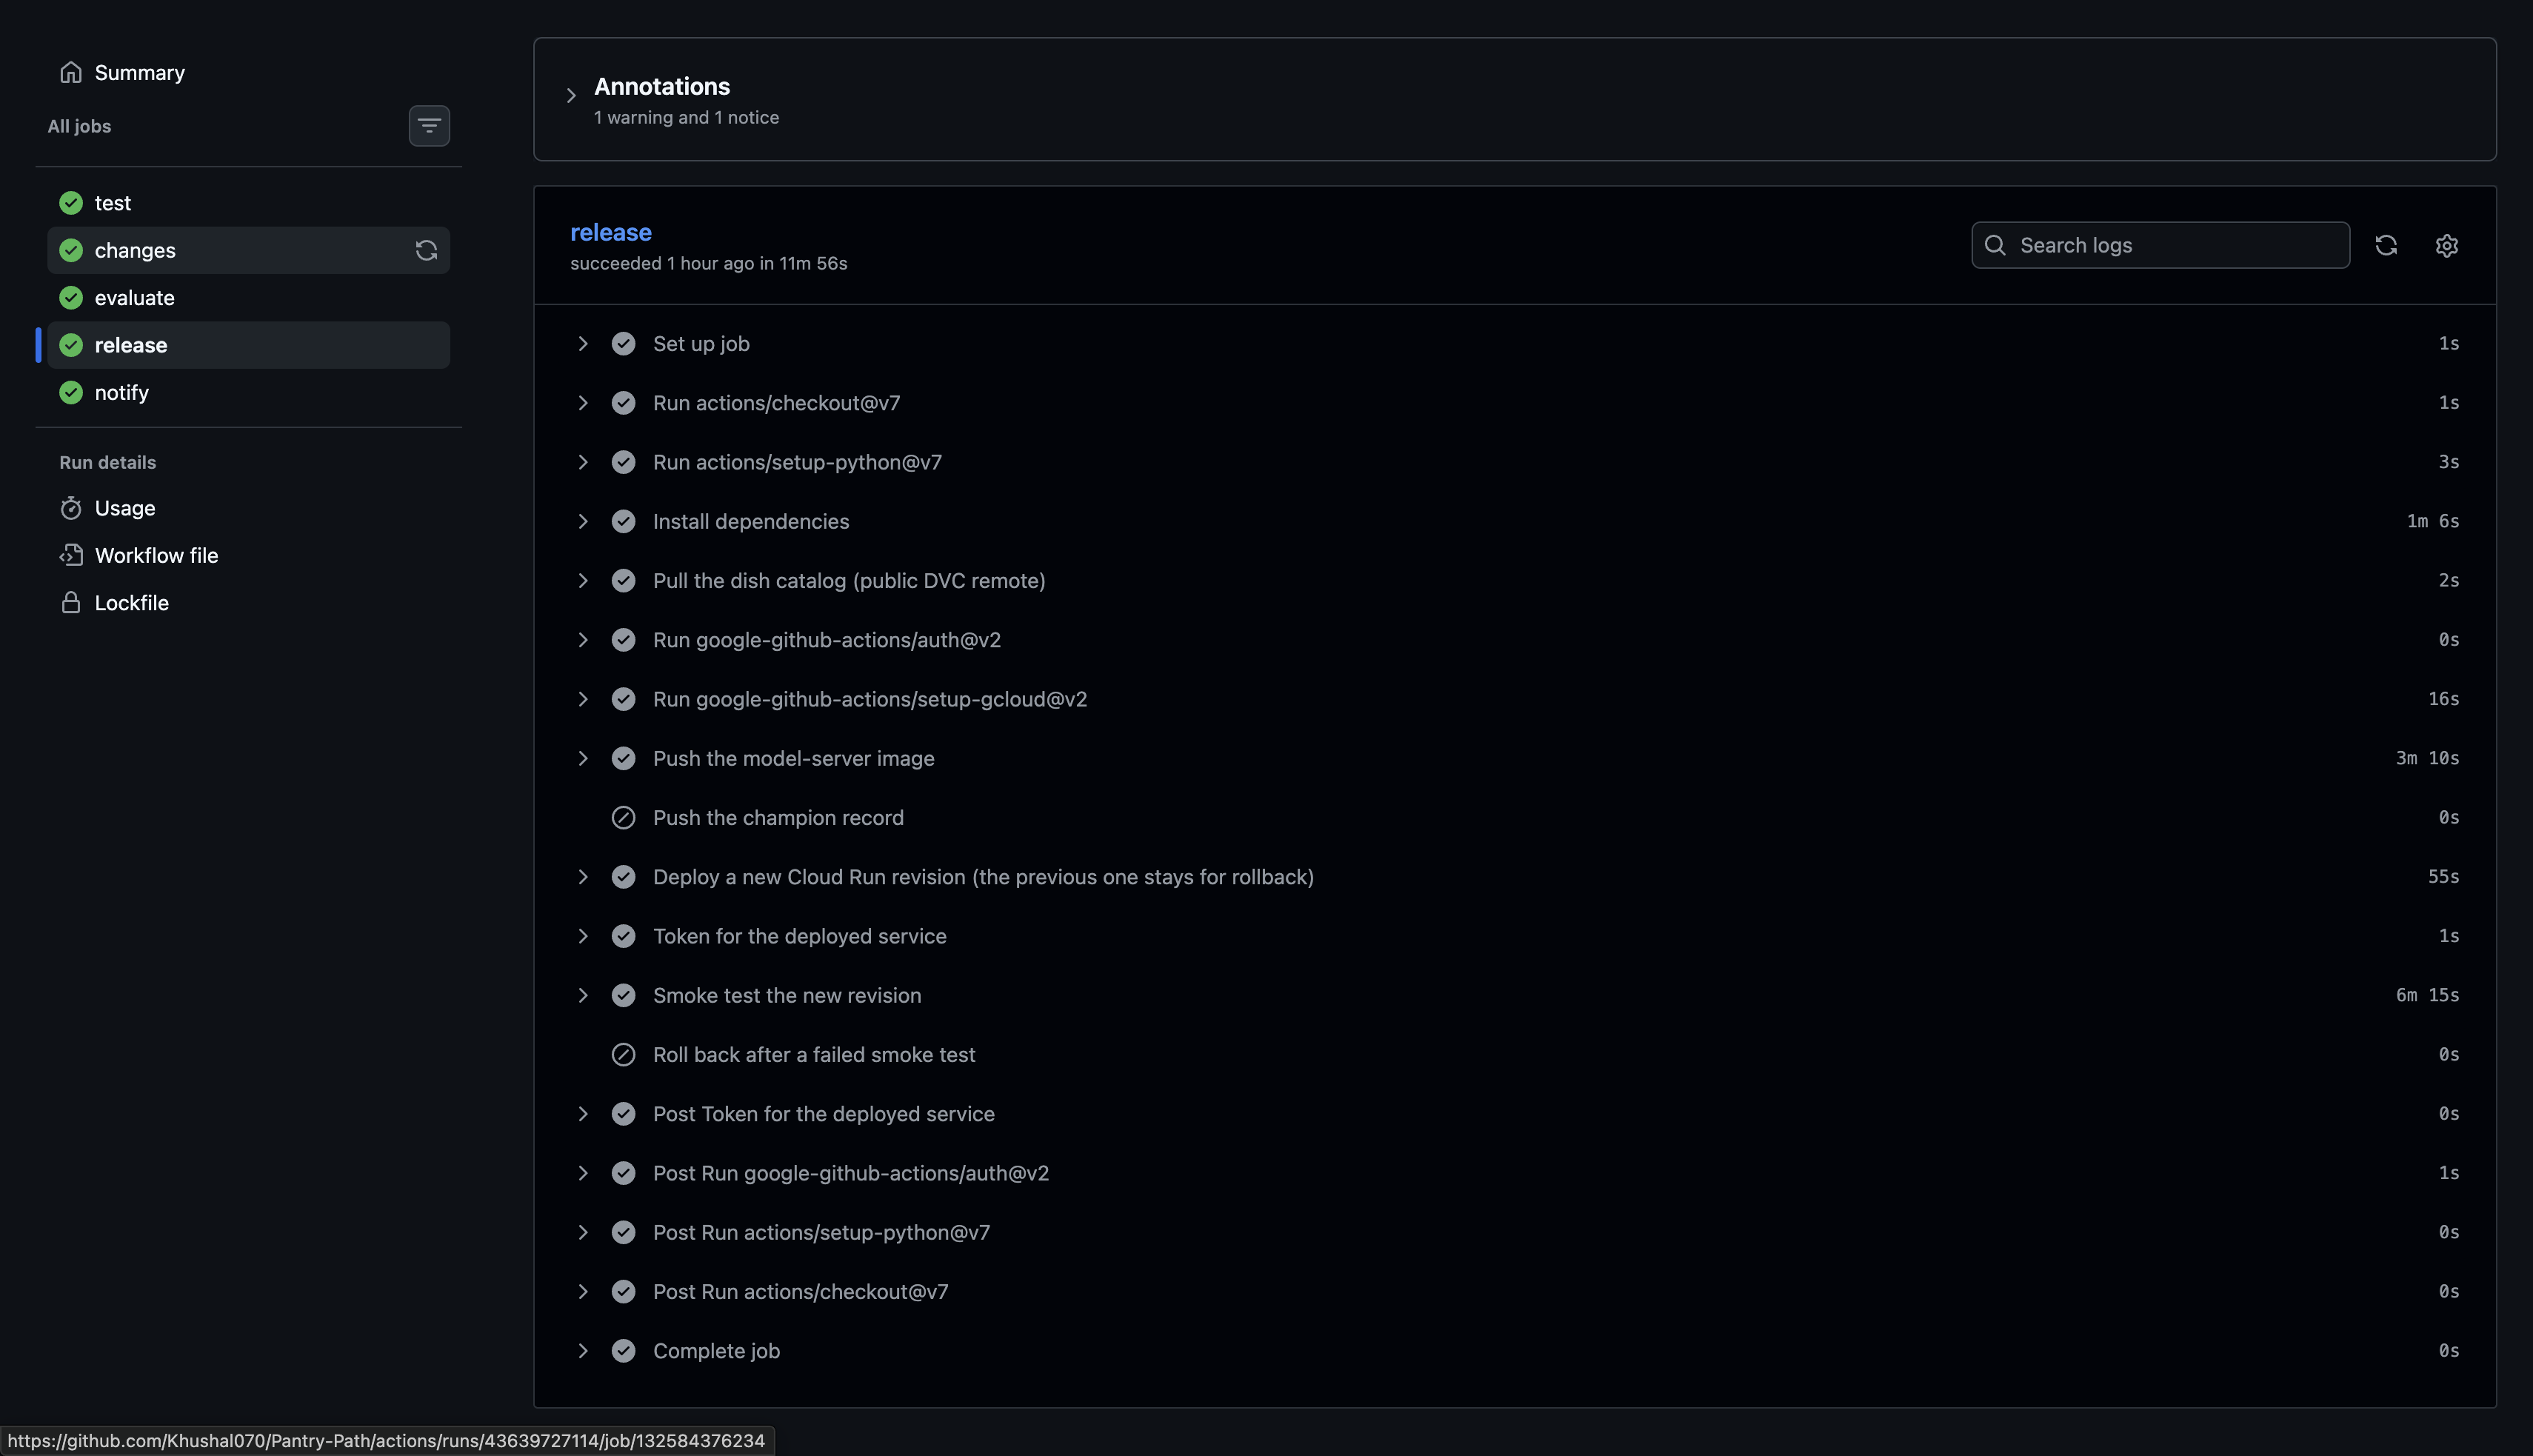 Summary
All jobs
test
changes
evaluate
release
notify
Run details
Usage
Workflow file
Lockfile
Annotations
1 warning and 1 notice
release
succeeded 1 hour ago in 11m 56s
Search logs
Set up job 1s
Run actions/checkout@v7 1s
Run actions/setup-python@v7 3s
Install dependencies 1m 6s
Pull the dish catalog (public DVC remote) 2s
Run google-github-actions/auth@v2 0s
Run google-github-actions/setup-gcloud@v2 16s
Push the model-server image 3m 10s
Push the champion record 0s
Deploy a new Cloud Run revision (the previous one stays for rollback) 55s
Token for the deployed service 1s
Smoke test the new revision 6m 15s
Roll back after a failed smoke test 0s
Post Token for the deployed service 0s
Post Run google-github-actions/auth@v2 1s
Post Run actions/setup-python@v7 0s
Post Run actions/checkout@v7 0s
Complete job 0s
https://github.com/Khushal070/Pantry-Path/actions/runs/43639727114/job/132584376234